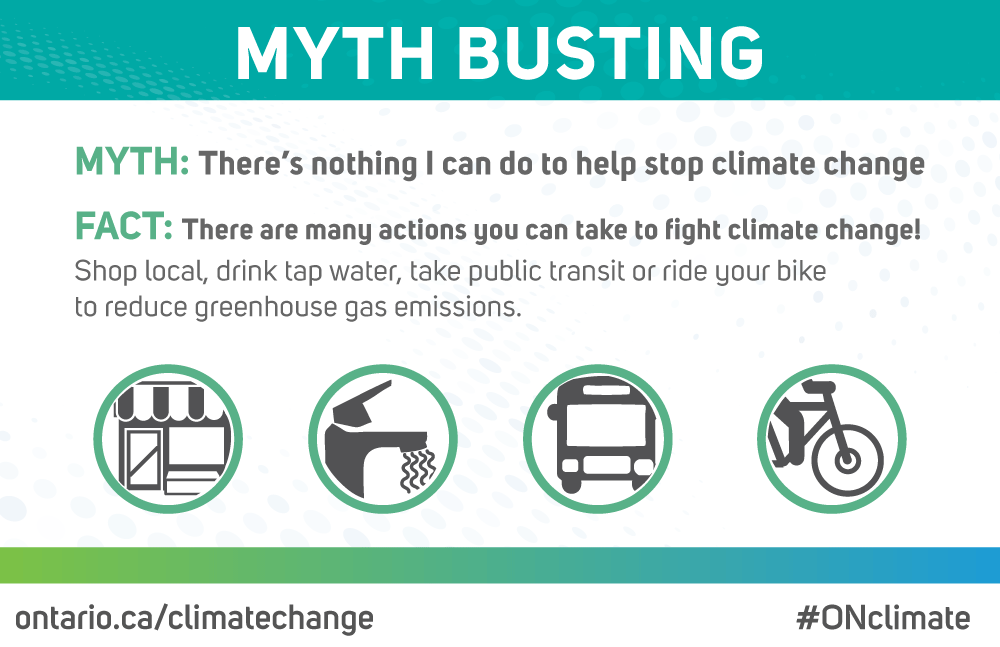 MYTH BUSTING
MYTH: There’s nothing I can do to help stop climate change
FACT: There are many actions you can take to fight climate change!
Shop local, drink tap water, take public transit or ride your bike
to reduce greenhouse gas emissions.
ontario.ca/climatechange
#ONclimate